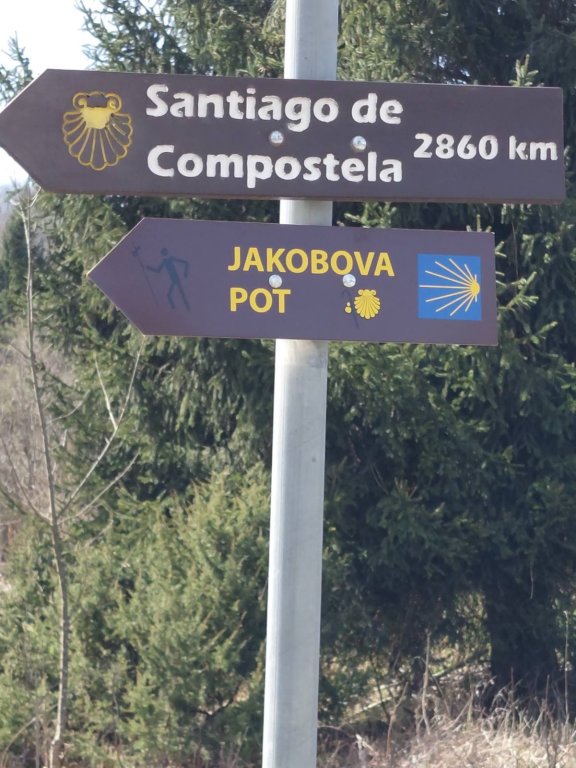 Santiago de
Compostela
2860 km
JAKOBOVA
POT